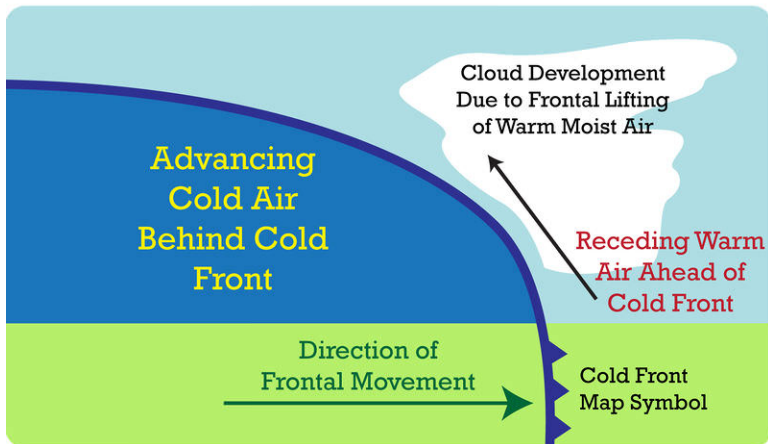 Cloud Development
Due to Frontal Lifting
of Warm Moist Air
Advancing
Cold Air
Behind Cold
Front
Receding Warm
Air Ahead of
Cold Front
Direction of
Frontal Movement
Cold Front
Map Symbol